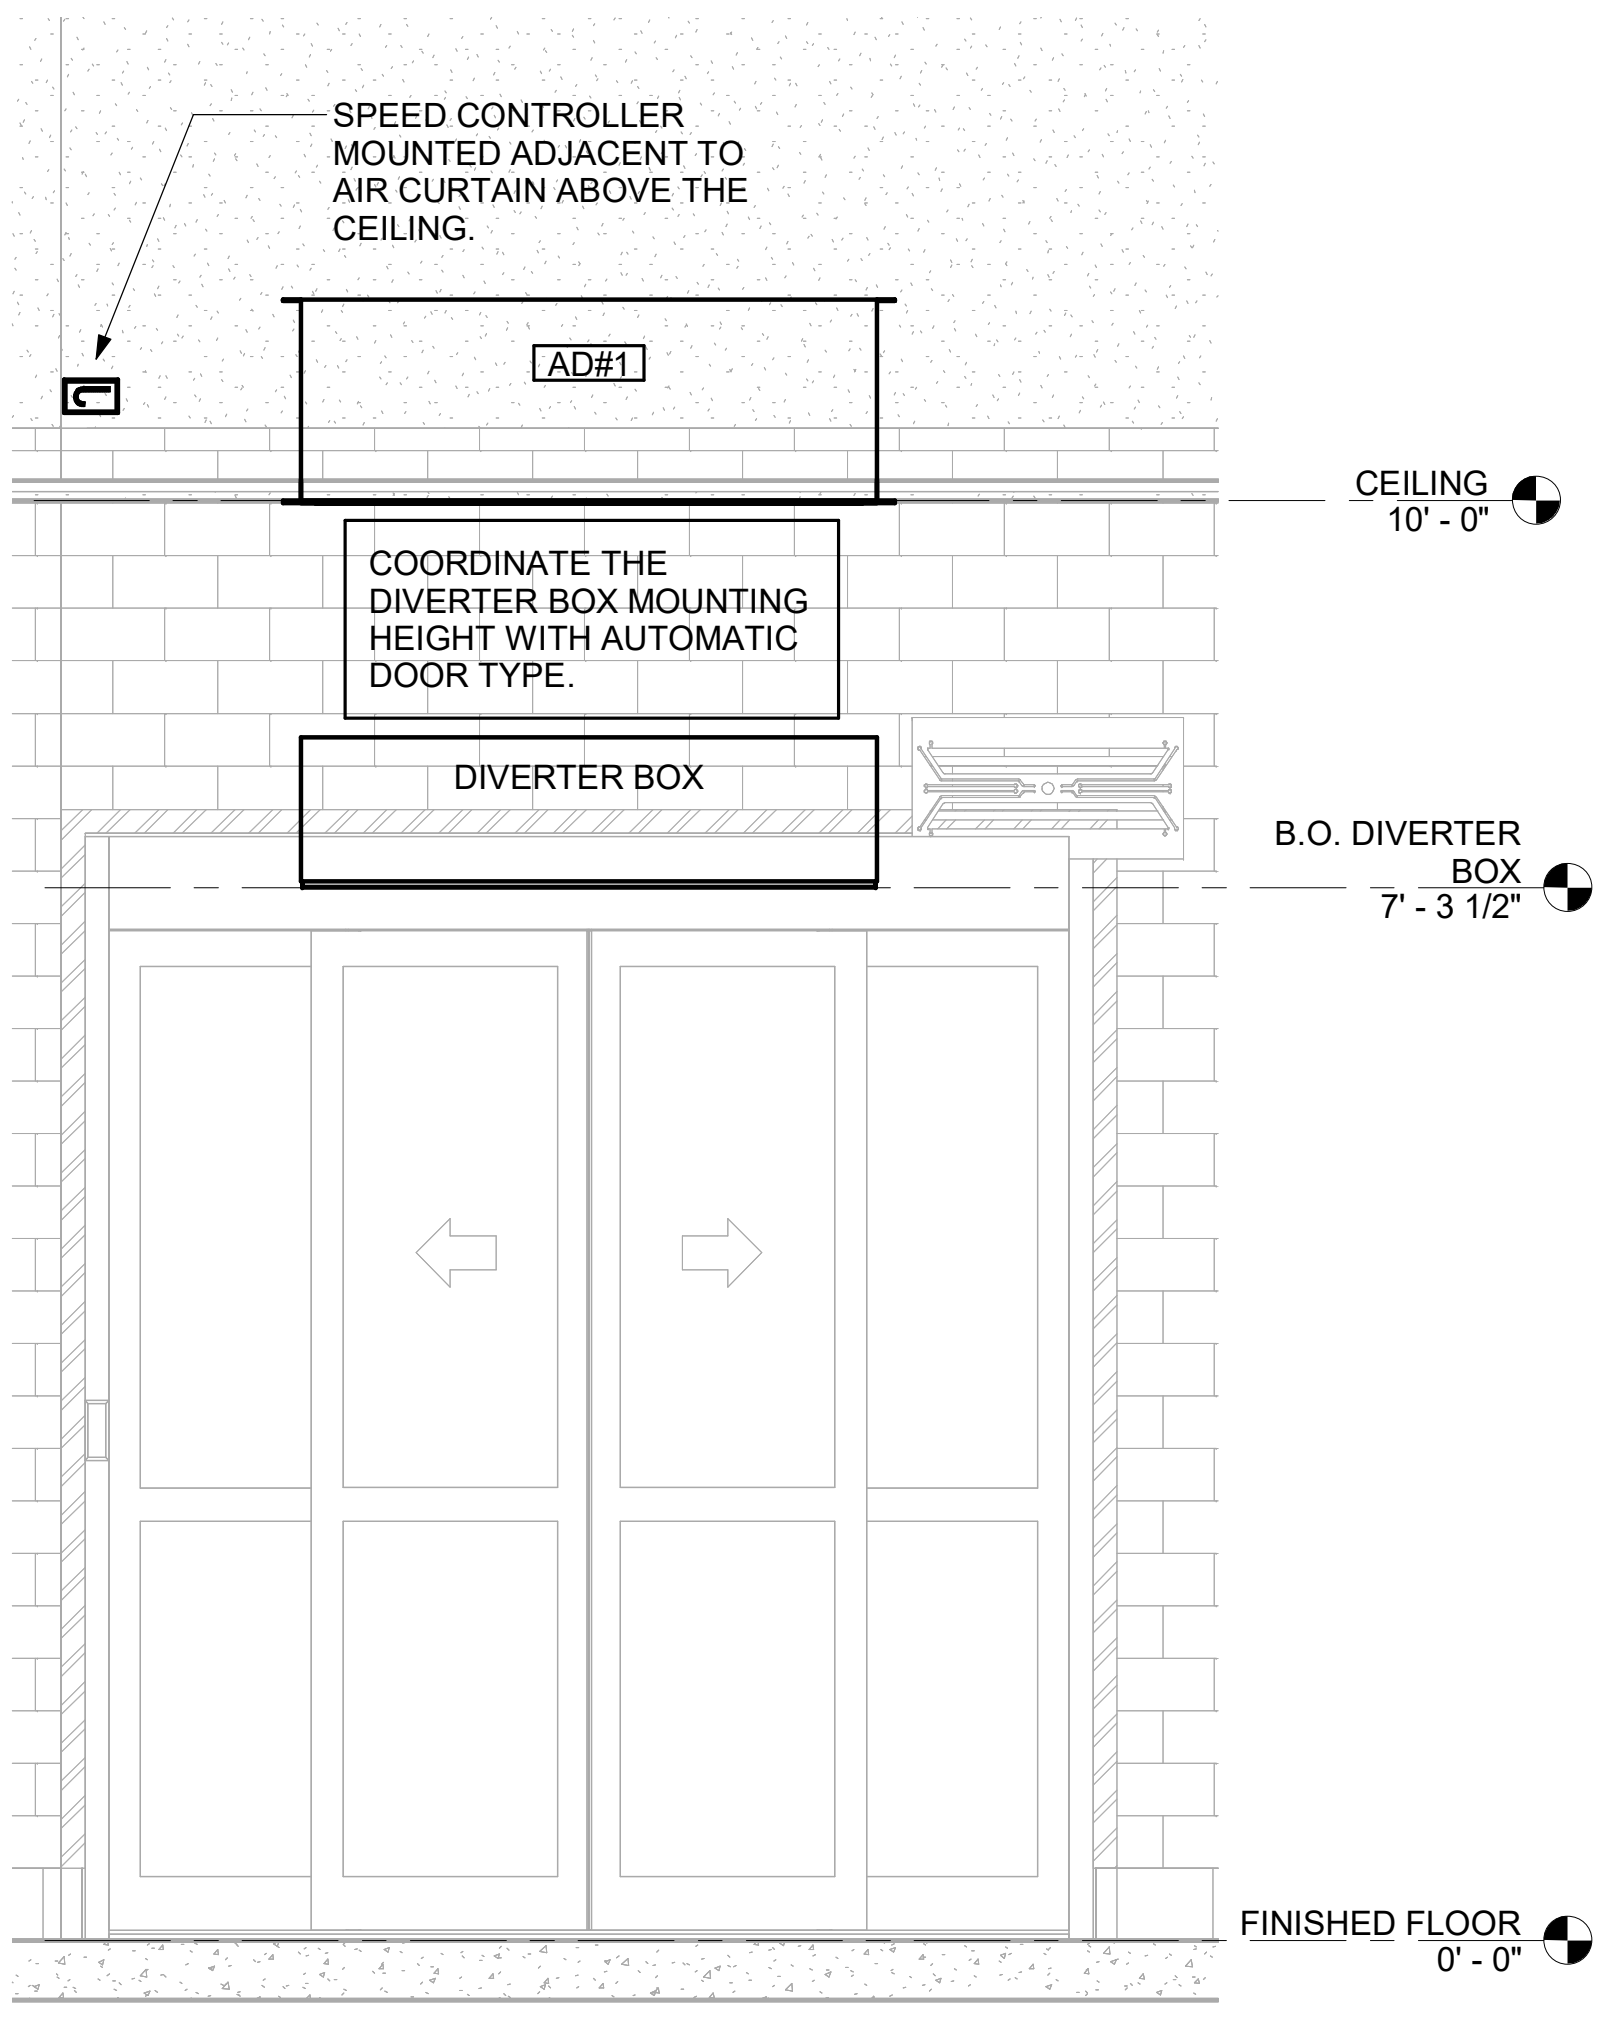 SPEED CONTROLLER
MOUNTED ADJACENT TO
AIR CURTAIN ABOVE THE
CEILING.
AD#1
CEILING
10' - 0"
COORDINATE THE
DIVERTER BOX MOUNTING
HEIGHT WITH AUTOMATIC
DOOR TYPE.
DIVERTER BOX
B.O. DIVERTER
BOX
7' - 3 1/2"
FINISHED FLOOR
0' - 0"